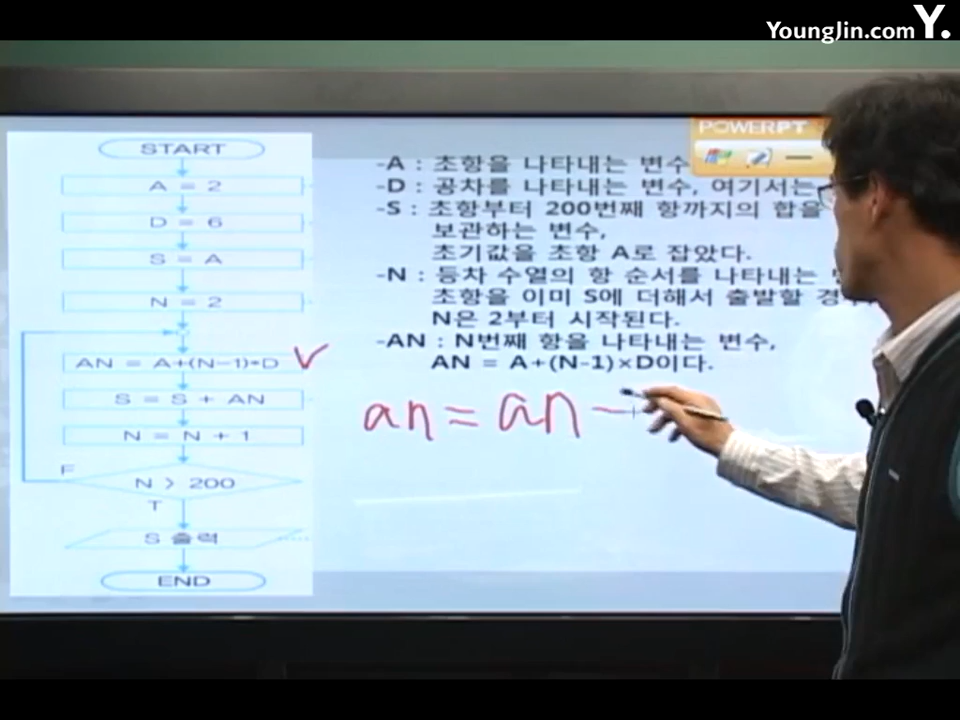 YoungJin.com Y.
POWERPT
START
A = 2
D = 6
S = A
N = 2
AN = A+(N-1)*D
S = S + AN
N = N + 1
F
N > 200
T
S 출력
END
-A : 초항을 나타내는 변수
-D : 공차를 나타내는 변수, 여기서는
-S : 초항부터 200번째 항까지의 합을
보관하는 변수,
초기값을 초항 A로 잡았다.
-N : 등차 수열의 항 순서를 나타내는
초항을 이미 S에 더해서 출발할
N은 2부터 시작된다.
-AN : N번째 항을 나타내는 변수,
AN = A+(N-1)×D이다.
an = an -